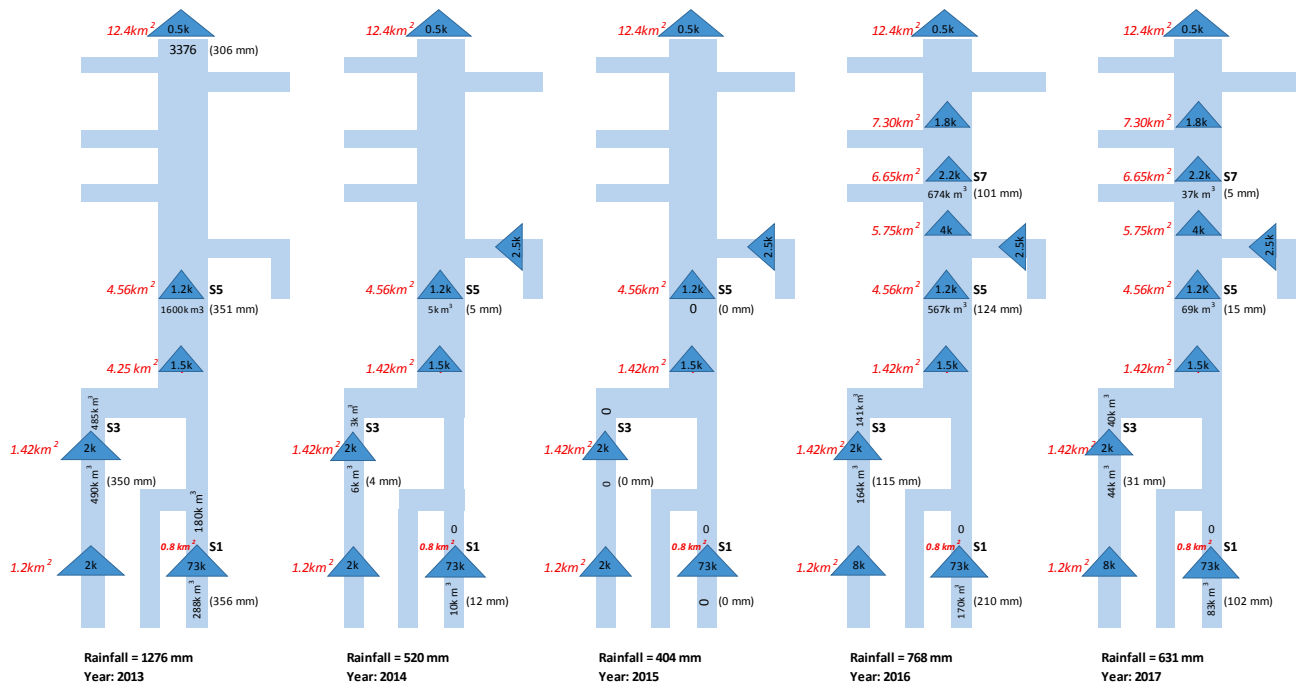 12.4km²
0.5k
3376
(306 mm)
4.56km²
1.2k
S5
1600k m3
(351 mm)
4.25 km²
1.5k
485k m³
S3
1.42km²
2k
490k m³
(350 mm)
180k m³
0.8 km²
S1
1.2km²
2k
73k
288k m³
(356 mm)
Rainfall = 1276 mm
Year: 2013
12.4km²
0.5k
2.5k
4.56km²
1.2k
S5
5k m³
(5 mm)
1.42km²
1.5k
3k m³
S3
1.42km²
2k
6k m³
(4 mm)
0
0.8 km²
S1
1.2km²
2k
73k
10k m³
(12 mm)
Rainfall = 520 mm
Year: 2014
12.4km²
0.5k
2.5k
4.56km²
1.2k
S5
0
(0 mm)
1.42km²
1.5k
0
S3
1.42km²
2k
0
(0 mm)
0
0.8 km²
S1
1.2km²
2k
73k
0
(0 mm)
Rainfall = 404 mm
Year: 2015
12.4km²
0.5k
7.30km²
1.8k
6.65km²
2.2k
S7
674k m³
(101 mm)
5.75km²
4k
2.5k
4.56km²
1.2k
S5
567k m³
(124 mm)
1.42km²
1.5k
141k m³
S3
1.42km²
2k
164k m³
(115 mm)
0
0.8 km²
S1
1.2km²
8k
73k
170k m³
(210 mm)
Rainfall = 768 mm
Year: 2016
12.4km²
0.5k
7.30km²
1.8k
6.65km²
2.2k
S7
37k m³
(5 mm)
5.75km²
4k
2.5k
4.56km²
1.2K
S5
69k m³
(15 mm)
1.42km²
1.5k
40k m³
S3
1.42km²
2k
44k m³
(31 mm)
0
0.8 km²
S1
1.2km²
8k
73k
83k m³
(102 mm)
Rainfall = 631 mm
Year: 2017